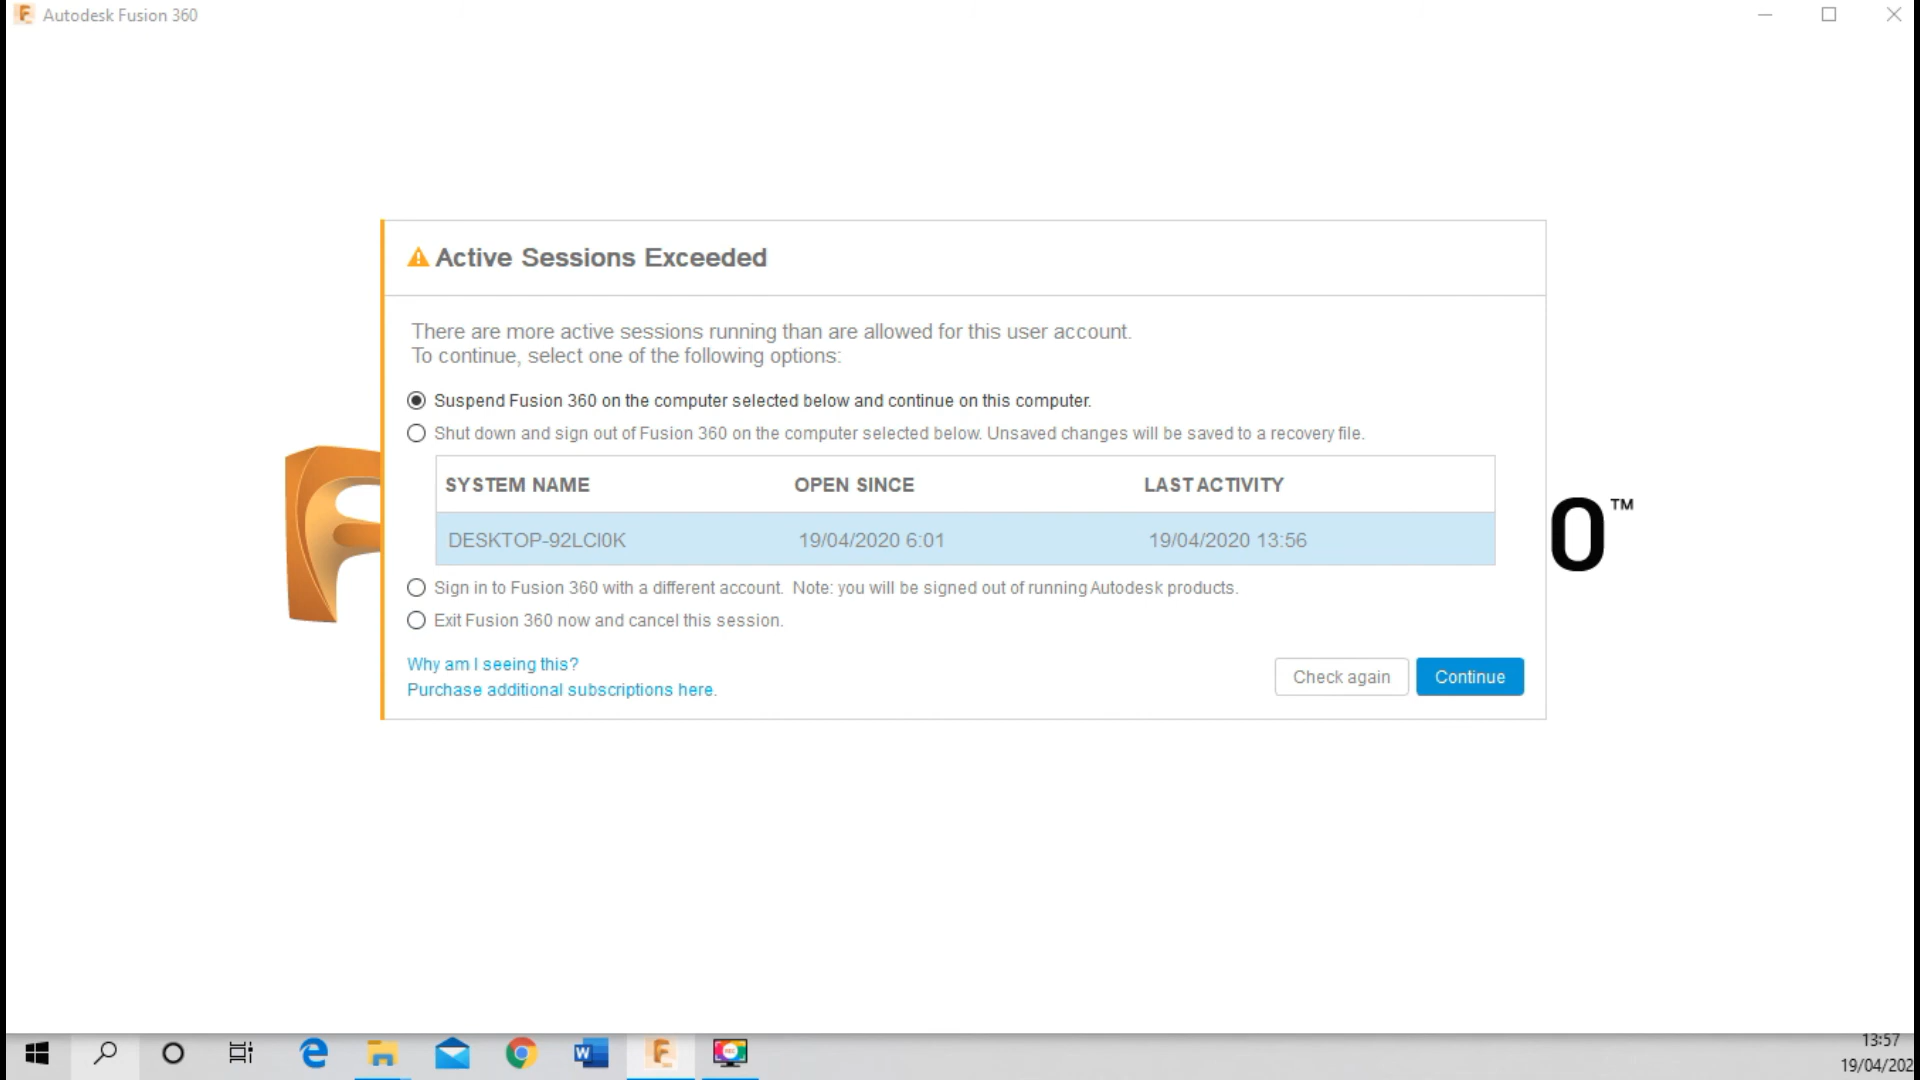 Autodesk Fusion 360
Active Sessions Exceeded
There are more active sessions running than are allowed for this user account.
To continue, select one of the following options:
Suspend Fusion 360 on the computer selected below and continue on this computer.
Shut down and sign out of Fusion 360 on the computer selected below. Unsaved changes will be saved to a recovery file.
SYSTEM NAME OPEN SINCE LAST ACTIVITY
DESKTOP-92LCI0K 19/04/2020 6:01 19/04/2020 13:56
0™
Sign in to Fusion 360 with a different account. Note: you will be signed out of running Autodesk products.
Exit Fusion 360 now and cancel this session.
Why am I seeing this?
Purchase additional subscriptions here.
Check again Continue
13:57
19/04/202